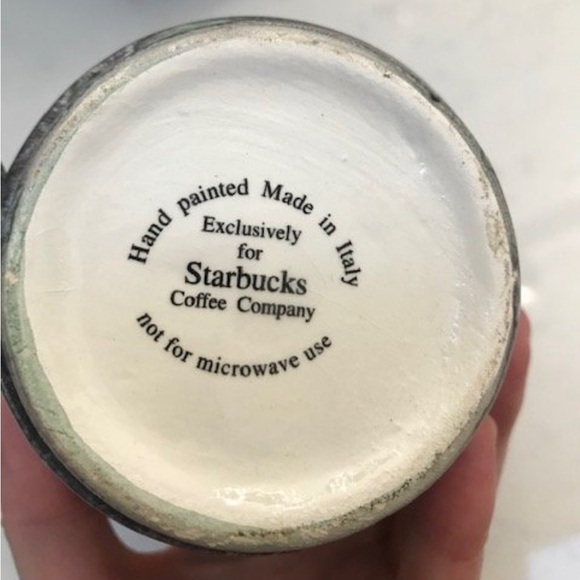 Hand painted Made in Italy
Exclusively
for
Starbucks
Coffee Company
not for microwave use